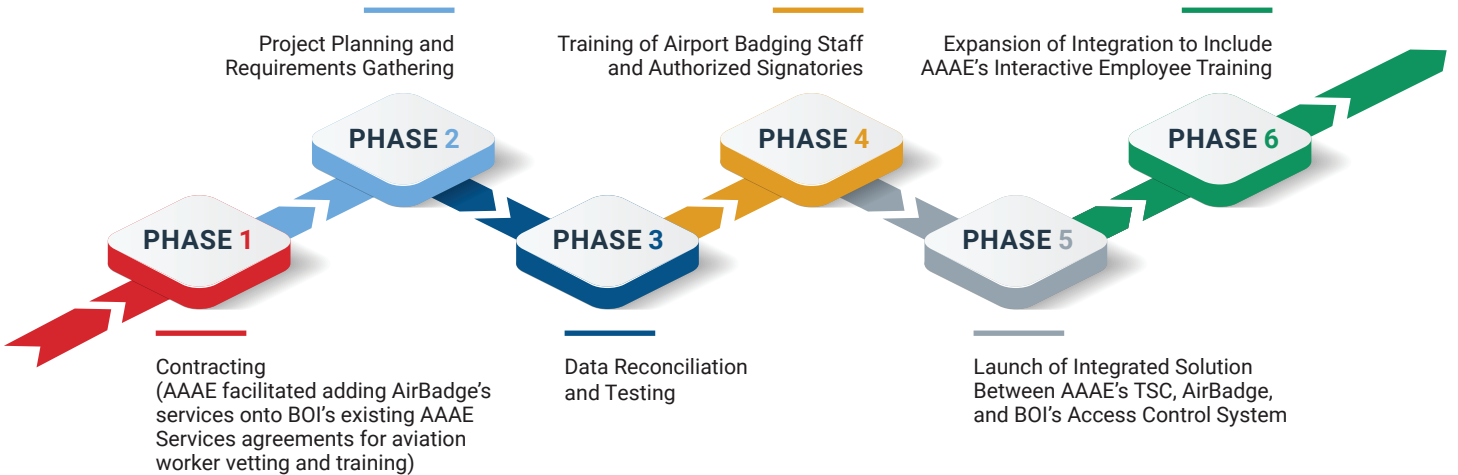 Project Planning and
Requirements Gathering
Training of Airport Badging Staff
and Authorized Signatories
Expansion of Integration to Include
AAAE's Interactive Employee Training
PHASE 2
PHASE 4
PHASE 6
PHASE 1
PHASE 3
PHASE 5
Contracting
(AAAE facilitated adding AirBadge's
services onto BOI's existing AAAE
Services agreements for aviation
worker vetting and training)
Data Reconciliation
and Testing
Launch of Integrated Solution
Between AAAE's TSC, AirBadge,
and BOI's Access Control System